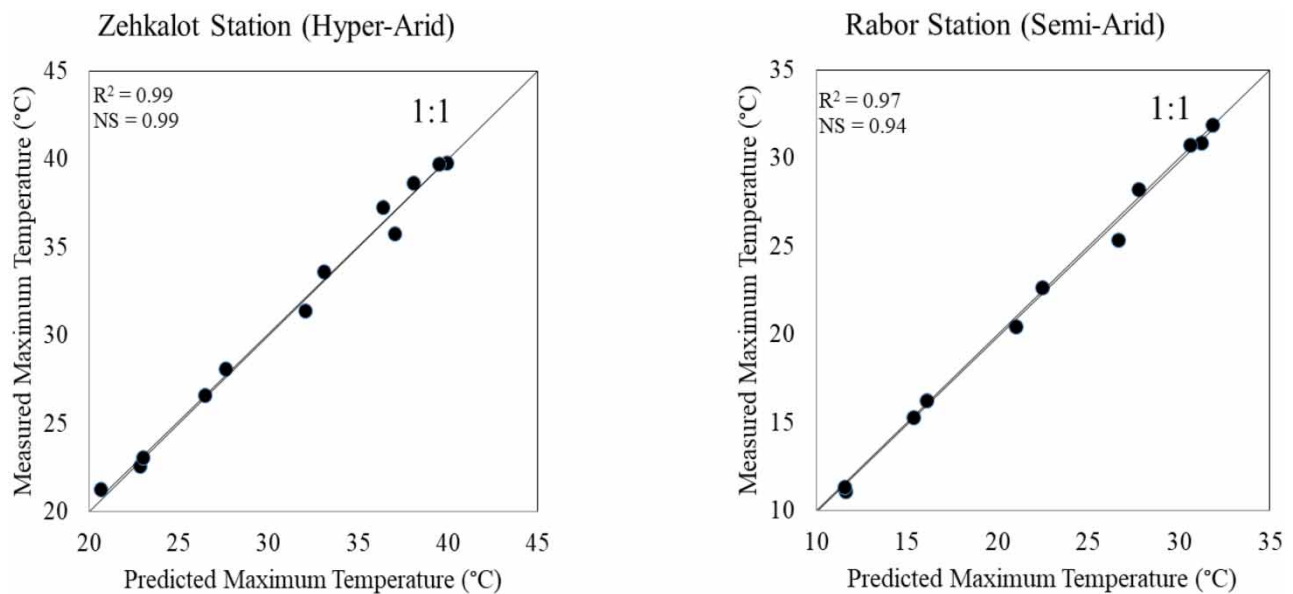 Zehkalot Station (Hyper-Arid)
45
40
35
30
25
20
R² = 0.99
NS = 0.99
1:1
Measured Maximum Temperature (°C)
20 25 30 35 40 45
Predicted Maximum Temperature (°C)
Rabor Station (Semi-Arid)
35
30
25
20
15
10
R² = 0.97
NS = 0.94
1:1
Measured Maximum Temperature (°C)
10 15 20 25 30 35
Predicted Maximum Temperature (°C)